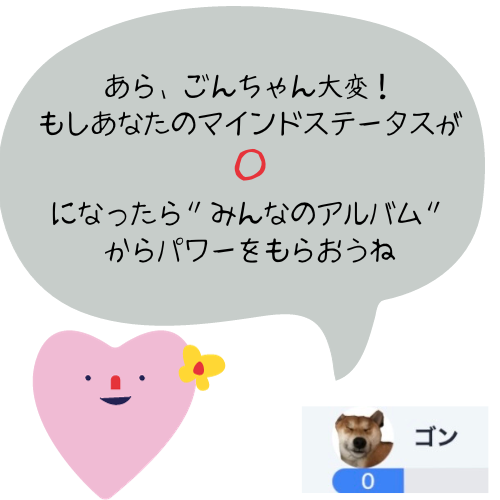 あら、ごんちゃん大変！
もしあなたのマインドステータスが
0
になったら”みんなのアルバム”
からパワーをもらおうね
ゴン
0